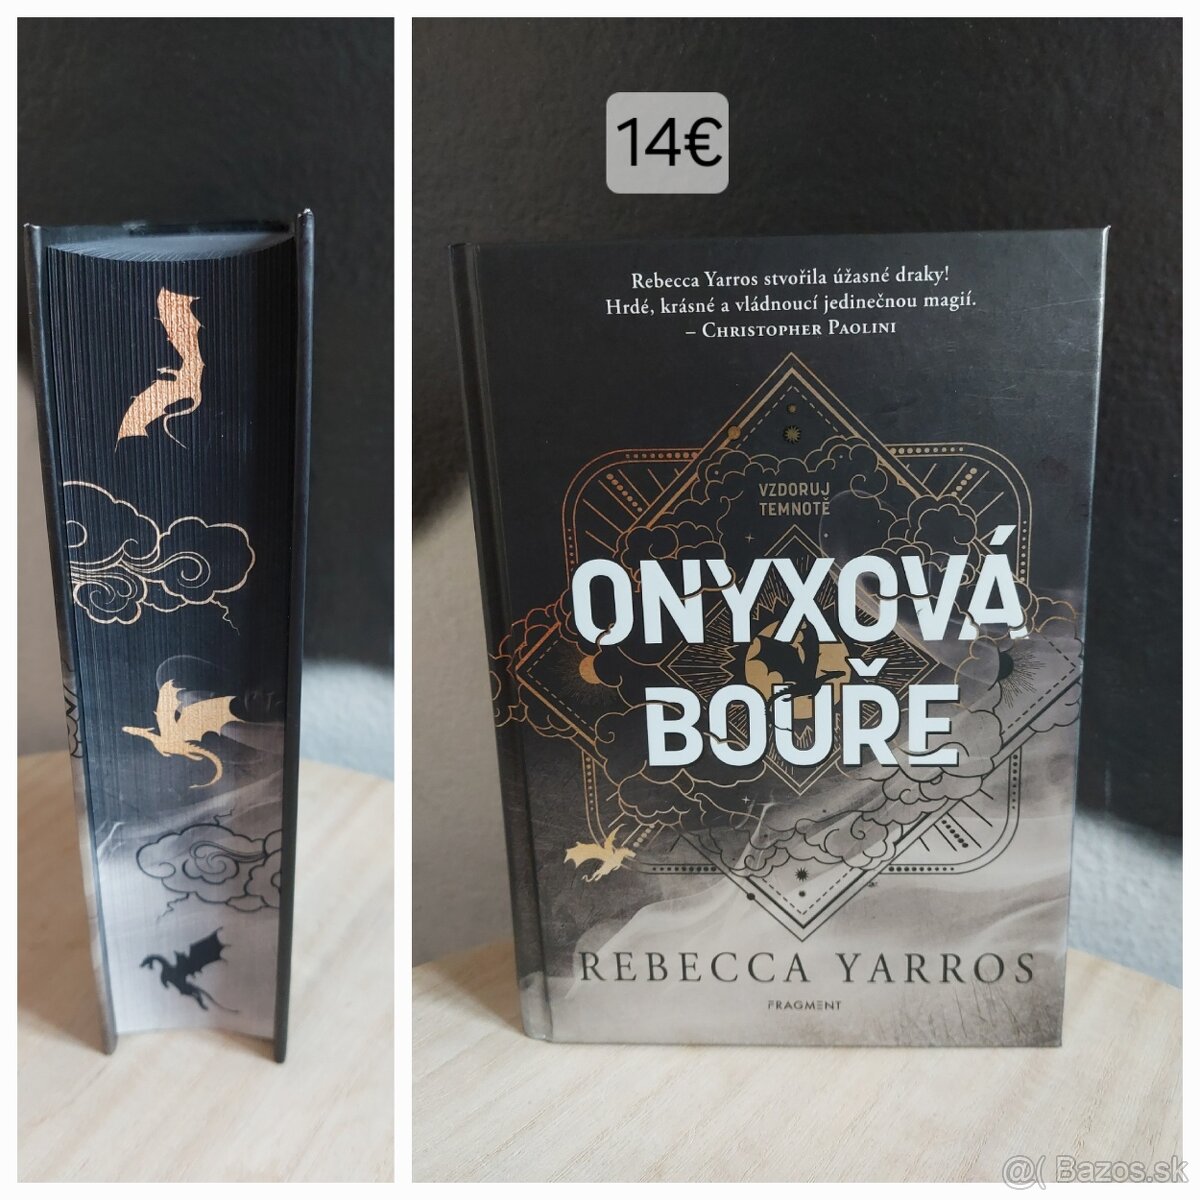 14€
Rebecca Yarros stvořila úžasné draky!
Hrdé, krásné a vládnoucí jedinečnou magií.
– CHRISTOPHER PAOLINI
VZDORUJ
TEMNOTĚ
ONYXOVÁ
BOUŘE
REBECCA YARROS
FRAGMENT
@( Bazos.sk